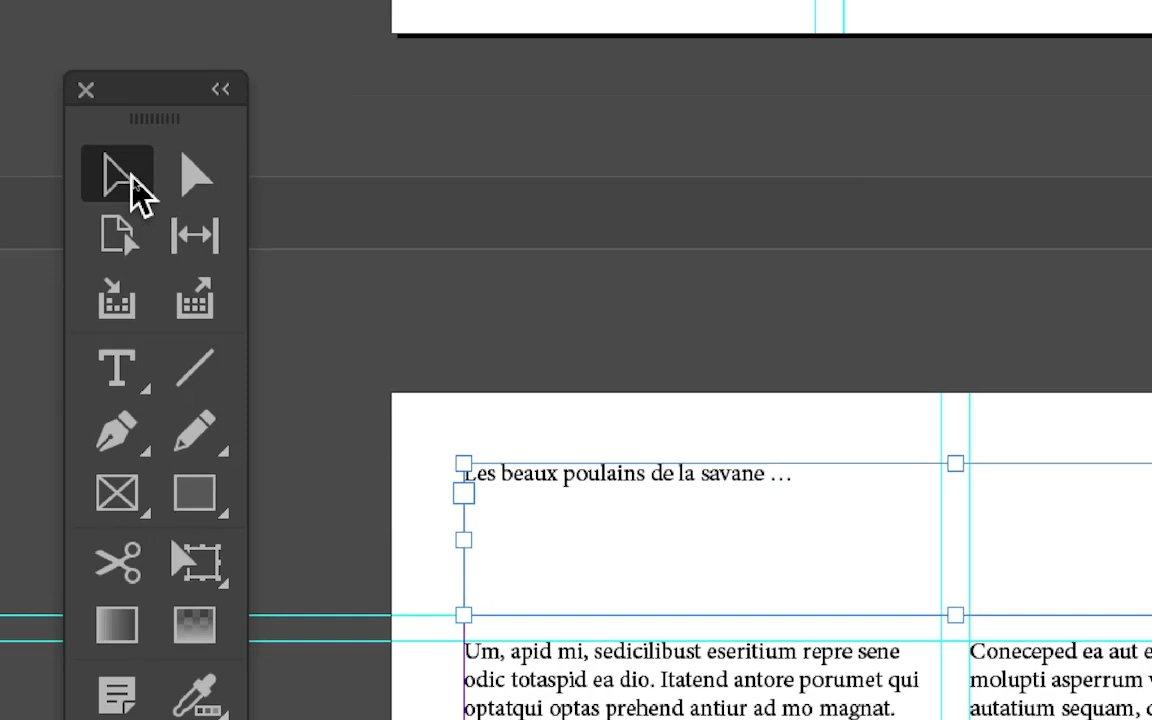 Les beaux poulains de la savane …
Um, apid mi, sedicilibust eseritium repre sene
odic totaspid ea dio. Itatend antore porumet qui
optatqui optas prehend antiur ad mo magnat.
Coneceped ea aut
molupti asperrum
autatium sequam,